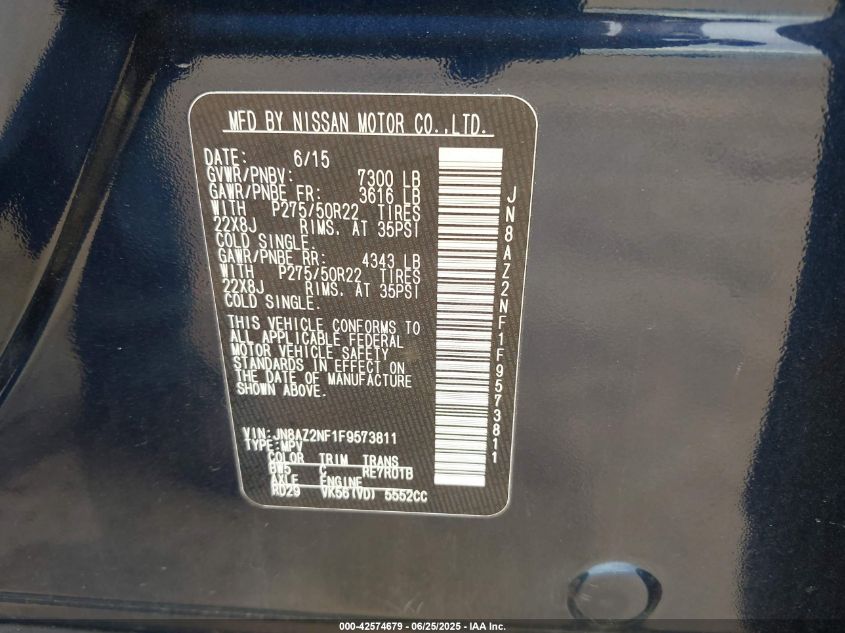 MFD BY NISSAN MOTOR CO.,LTD.
DATE: 6/15
GVWR/PNBV: 7300 LB
GAWR/PNBE FR: 3616 LB
WITH P275/50R22 TIRES
22X8J RIMS. AT 35PSI
COLD SINGLE.
GAWR/PNBE RR: 4343 LB
WITH P275/50R22 TIRES
22X8J RIMS. AT 35PSI
COLD SINGLE.
THIS VEHICLE CONFORMS TO
ALL APPLICABLE FEDERAL
MOTOR VEHICLE SAFETY
STANDARDS IN EFFECT ON
THE DATE OF MANUFACTURE
SHOWN ABOVE.
VIN:JN8AZ2NF1F9573811
TYPE:MPV
COLOR TRIM TRANS
BW5 C RE7R01B
AXLE ENGINE
RD29 VK56(VD) 5552CC
JN8AZ2NF1F9573811
000-42574679 - 06/25/2025 - IAA Inc.